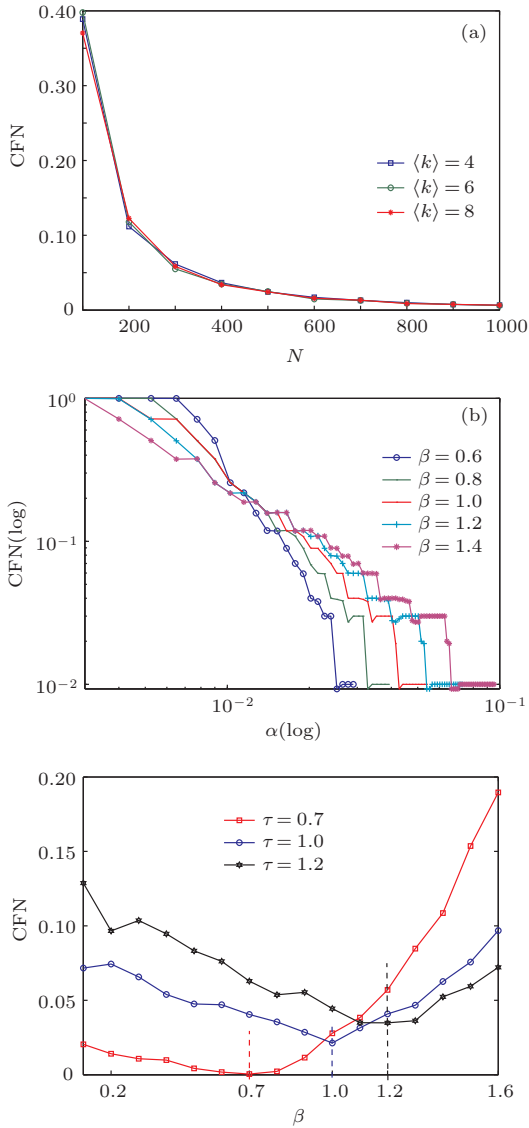 (a)
0.40
0.30
0.20
0.10
0
CFN
⟨k⟩ = 4
⟨k⟩ = 6
⟨k⟩ = 8
200 400 600 800 1000
N
(b)
10⁰
10⁻¹
10⁻²
CFN(log)
β = 0.6
β = 0.8
β = 1.0
β = 1.2
β = 1.4
10⁻² 10⁻¹
α(log)
0.20
0.15
0.10
0.05
0
CFN
τ = 0.7
τ = 1.0
τ = 1.2
0.2 0.7 1.0 1.2 1.6
β